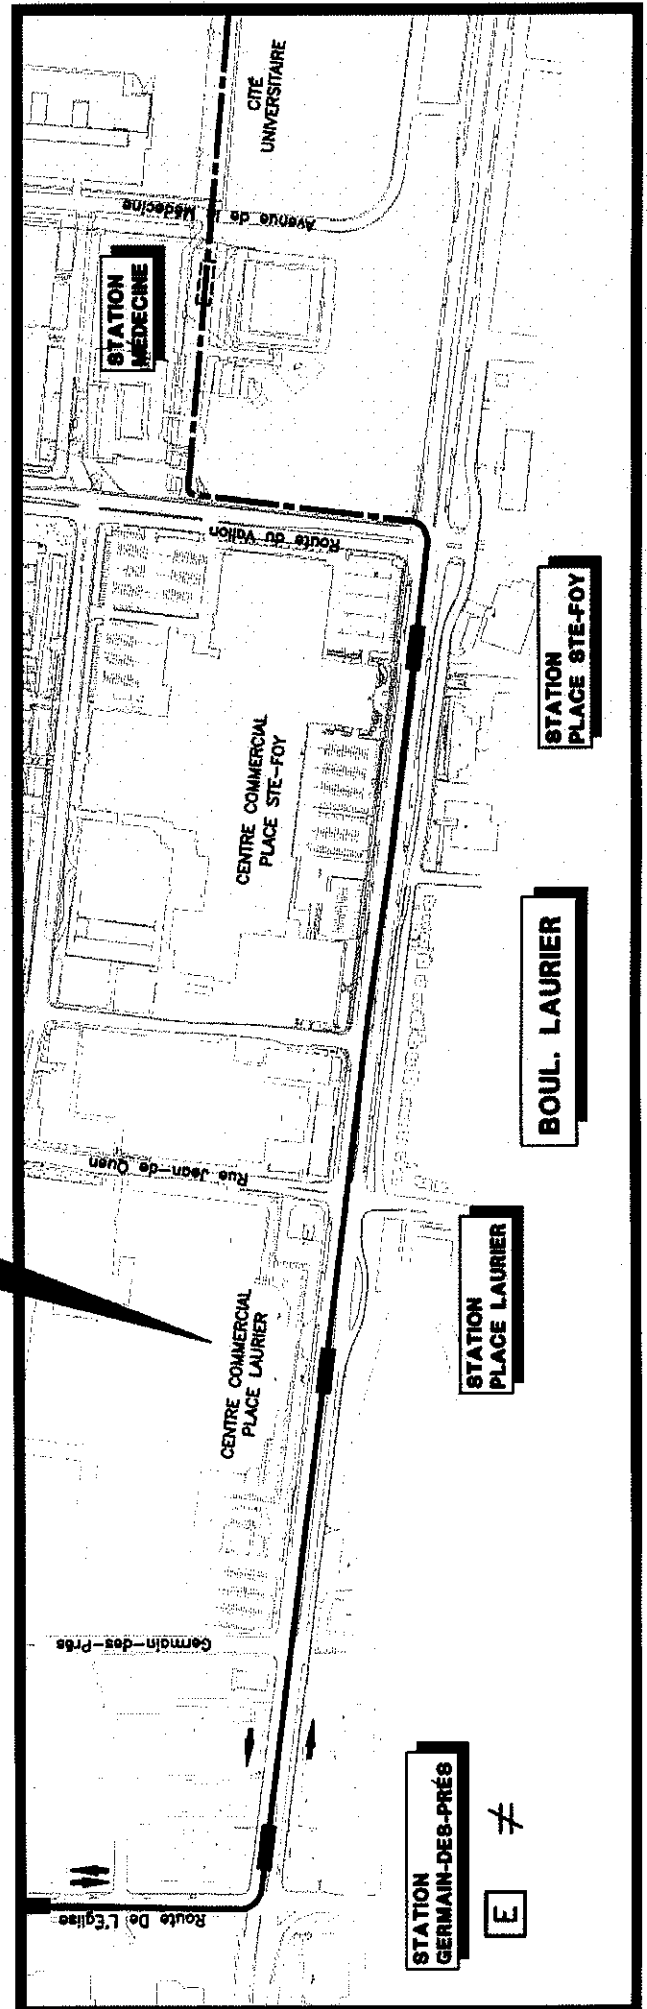 CITÉ
UNIVERSITAIRE
Avenue de la Médecine
STATION
MÉDECINE
Route du Vallon
STATION
PLACE STE-FOY
CENTRE COMMERCIAL
PLACE STE-FOY
BOUL. LAURIER
Rue Jean-de Quen
STATION
PLACE LAURIER
CENTRE COMMERCIAL
PLACE LAURIER
Germain-des-Prés
STATION
GERMAIN-DES-PRÉS
Route De L'Église
E
≠